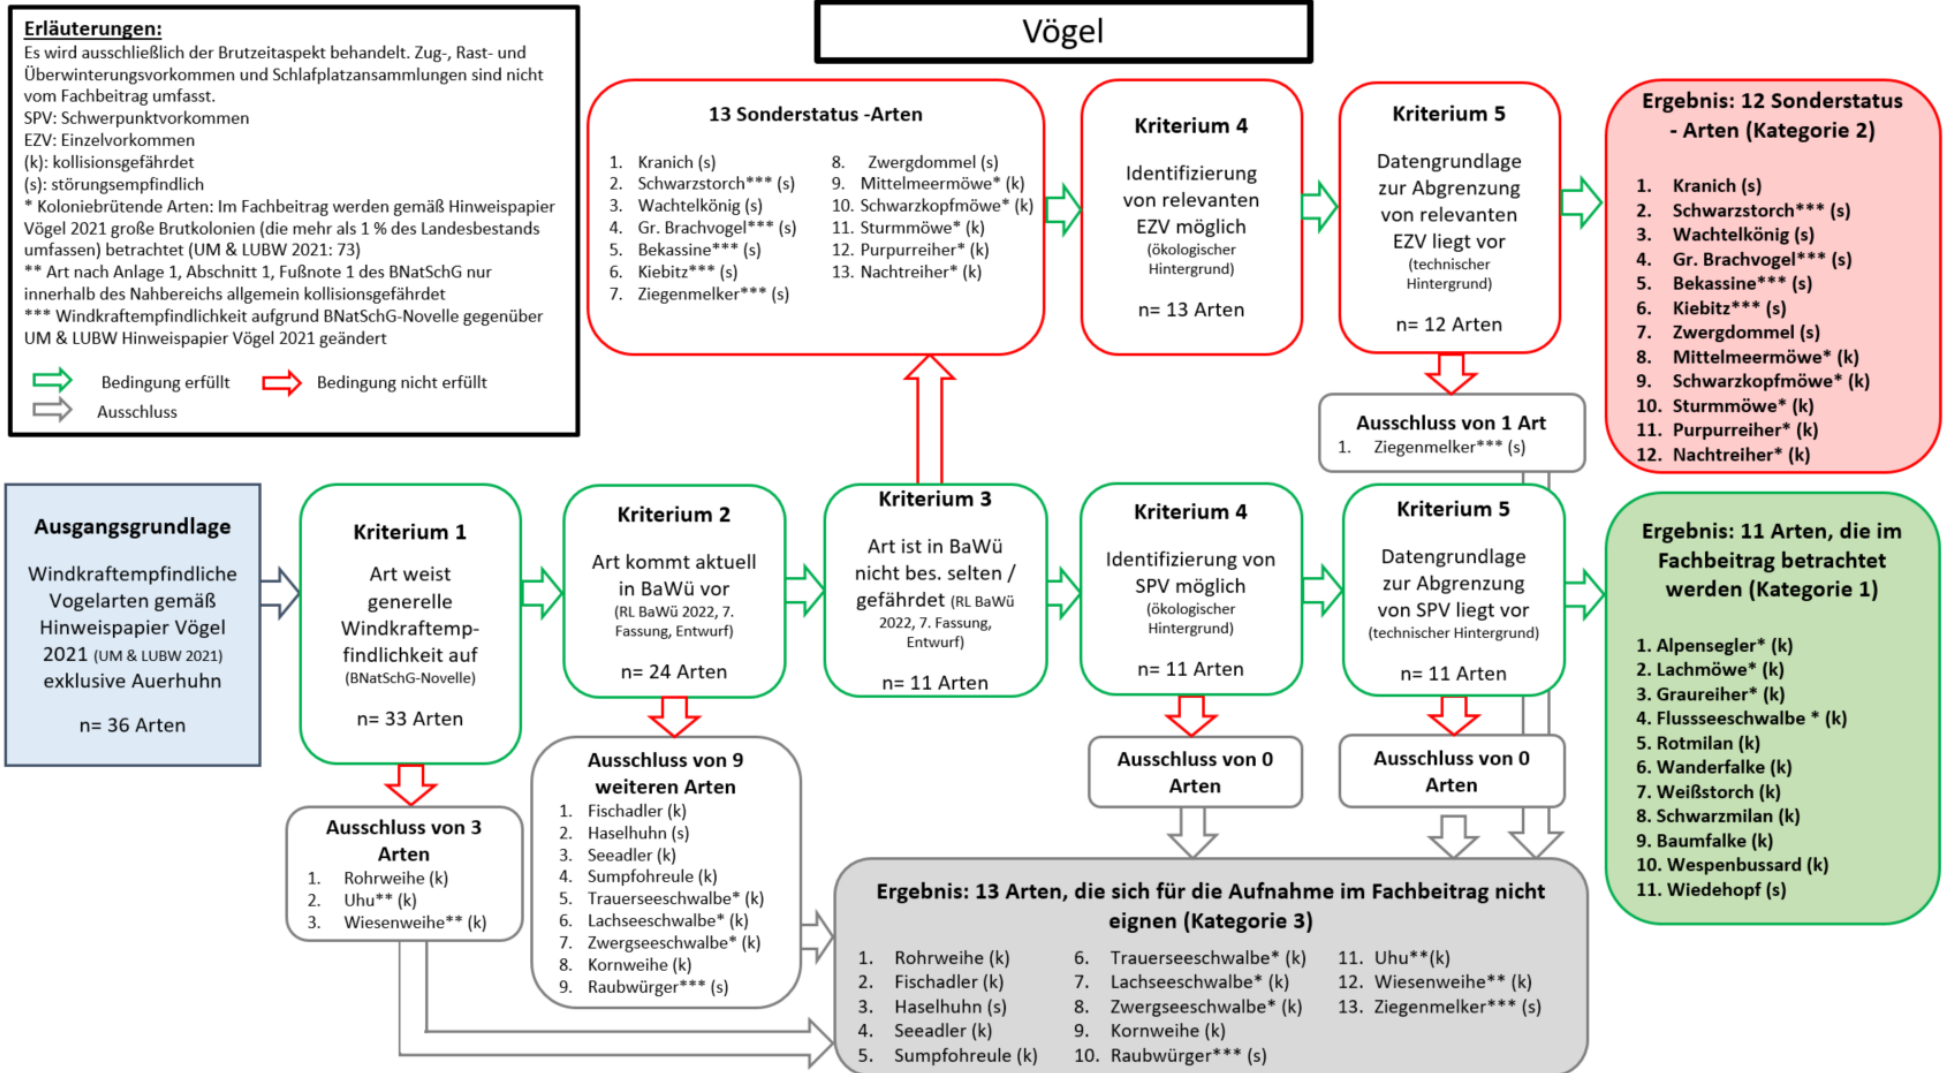 Vögel
Erläuterungen:
Es wird ausschließlich der Brutzeitaspekt behandelt. Zug-, Rast- und
Überwinterungsvorkommen und Schlafplatzansammlungen sind nicht
vom Fachbeitrag umfasst.
SPV: Schwerpunktvorkommen
EZV: Einzelvorkommen
(k): kollisionsgefährdet
(s): störungsempfindlich
* Koloniebrütende Arten: Im Fachbeitrag werden gemäß Hinweispapier
Vögel 2021 große Brutkolonien (die mehr als 1 % des Landesbestands
umfassen) betrachtet (UM & LUBW 2021: 73)
** Art nach Anlage 1, Abschnitt 1, Fußnote 1 des BNatSchG nur
innerhalb des Nahbereichs allgemein kollisionsgefährdet
*** Windkraftempfindlichkeit aufgrund BNatSchG-Novelle gegenüber
UM & LUBW Hinweispapier Vögel 2021 geändert
Bedingung erfüllt
Bedingung nicht erfüllt
Ausschluss
13 Sonderstatus -Arten
1. Kranich (s)
2. Schwarzstorch*** (s)
3. Wachtelkönig (s)
4. Gr. Brachvogel*** (s)
5. Bekassine*** (s)
6. Kiebitz*** (s)
7. Ziegenmelker*** (s)
8. Zwergdommel (s)
9. Mittelmeermöwe* (k)
10. Schwarzkopfmöwe* (k)
11. Sturmmöwe* (k)
12. Purpurreiher* (k)
13. Nachtreiher* (k)
Kriterium 4
Identifizierung
von relevanten
EZV möglich
(ökologischer
Hintergrund)
n= 13 Arten
Kriterium 5
Datengrundlage
zur Abgrenzung
von relevanten
EZV liegt vor
(technischer
Hintergrund)
n= 12 Arten
Ergebnis: 12 Sonderstatus
- Arten (Kategorie 2)
1. Kranich (s)
2. Schwarzstorch*** (s)
3. Wachtelkönig (s)
4. Gr. Brachvogel*** (s)
5. Bekassine*** (s)
6. Kiebitz*** (s)
7. Zwergdommel (s)
8. Mittelmeermöwe* (k)
9. Schwarzkopfmöwe* (k)
10. Sturmmöwe* (k)
11. Purpurreiher* (k)
12. Nachtreiher* (k)
Ausschluss von 1 Art
1. Ziegenmelker*** (s)
Ausgangsgrundlage
Windkraftempfindliche
Vogelarten gemäß
Hinweispapier Vögel
2021 (UM & LUBW 2021)
exklusive Auerhuhn
n= 36 Arten
Kriterium 1
Art weist
generelle
Windkraftemp-
findlichkeit auf
(BNatSchG-Novelle)
n= 33 Arten
Kriterium 2
Art kommt aktuell
in BaWü vor
(RL BaWü 2022, 7.
Fassung, Entwurf)
n= 24 Arten
Kriterium 3
Art ist in BaWü
nicht bes. selten /
gefährdet (RL BaWü
2022, 7. Fassung,
Entwurf)
n= 11 Arten
Kriterium 4
Identifizierung von
SPV möglich
(ökologischer
Hintergrund)
n= 11 Arten
Kriterium 5
Datengrundlage
zur Abgrenzung
von SPV liegt vor
(technischer Hintergrund)
n= 11 Arten
Ergebnis: 11 Arten, die im
Fachbeitrag betrachtet
werden (Kategorie 1)
1. Alpensegler* (k)
2. Lachmöwe* (k)
3. Graureiher* (k)
4. Flussseeschwalbe * (k)
5. Rotmilan (k)
6. Wanderfalke (k)
7. Weißstorch (k)
8. Schwarzmilan (k)
9. Baumfalke (k)
10. Wespenbussard (k)
11. Wiedehopf (s)
Ausschluss von 3
Arten
1. Rohrweihe (k)
2. Uhu** (k)
3. Wiesenweihe** (k)
Ausschluss von 9
weiteren Arten
1. Fischadler (k)
2. Haselhuhn (s)
3. Seeadler (k)
4. Sumpfohreule (k)
5. Trauerseeschwalbe* (k)
6. Lachseeschwalbe* (k)
7. Zwergseeschwalbe* (k)
8. Kornweihe (k)
9. Raubwürger*** (s)
Ausschluss von 0
Arten
Ausschluss von 0
Arten
Ergebnis: 13 Arten, die sich für die Aufnahme im Fachbeitrag nicht
eignen (Kategorie 3)
1. Rohrweihe (k)
2. Fischadler (k)
3. Haselhuhn (s)
4. Seeadler (k)
5. Sumpfohreule (k)
6. Trauerseeschwalbe* (k)
7. Lachseeschwalbe* (k)
8. Zwergseeschwalbe* (k)
9. Kornweihe (k)
10. Raubwürger*** (s)
11. Uhu**(k)
12. Wiesenweihe** (k)
13. Ziegenmelker*** (s)